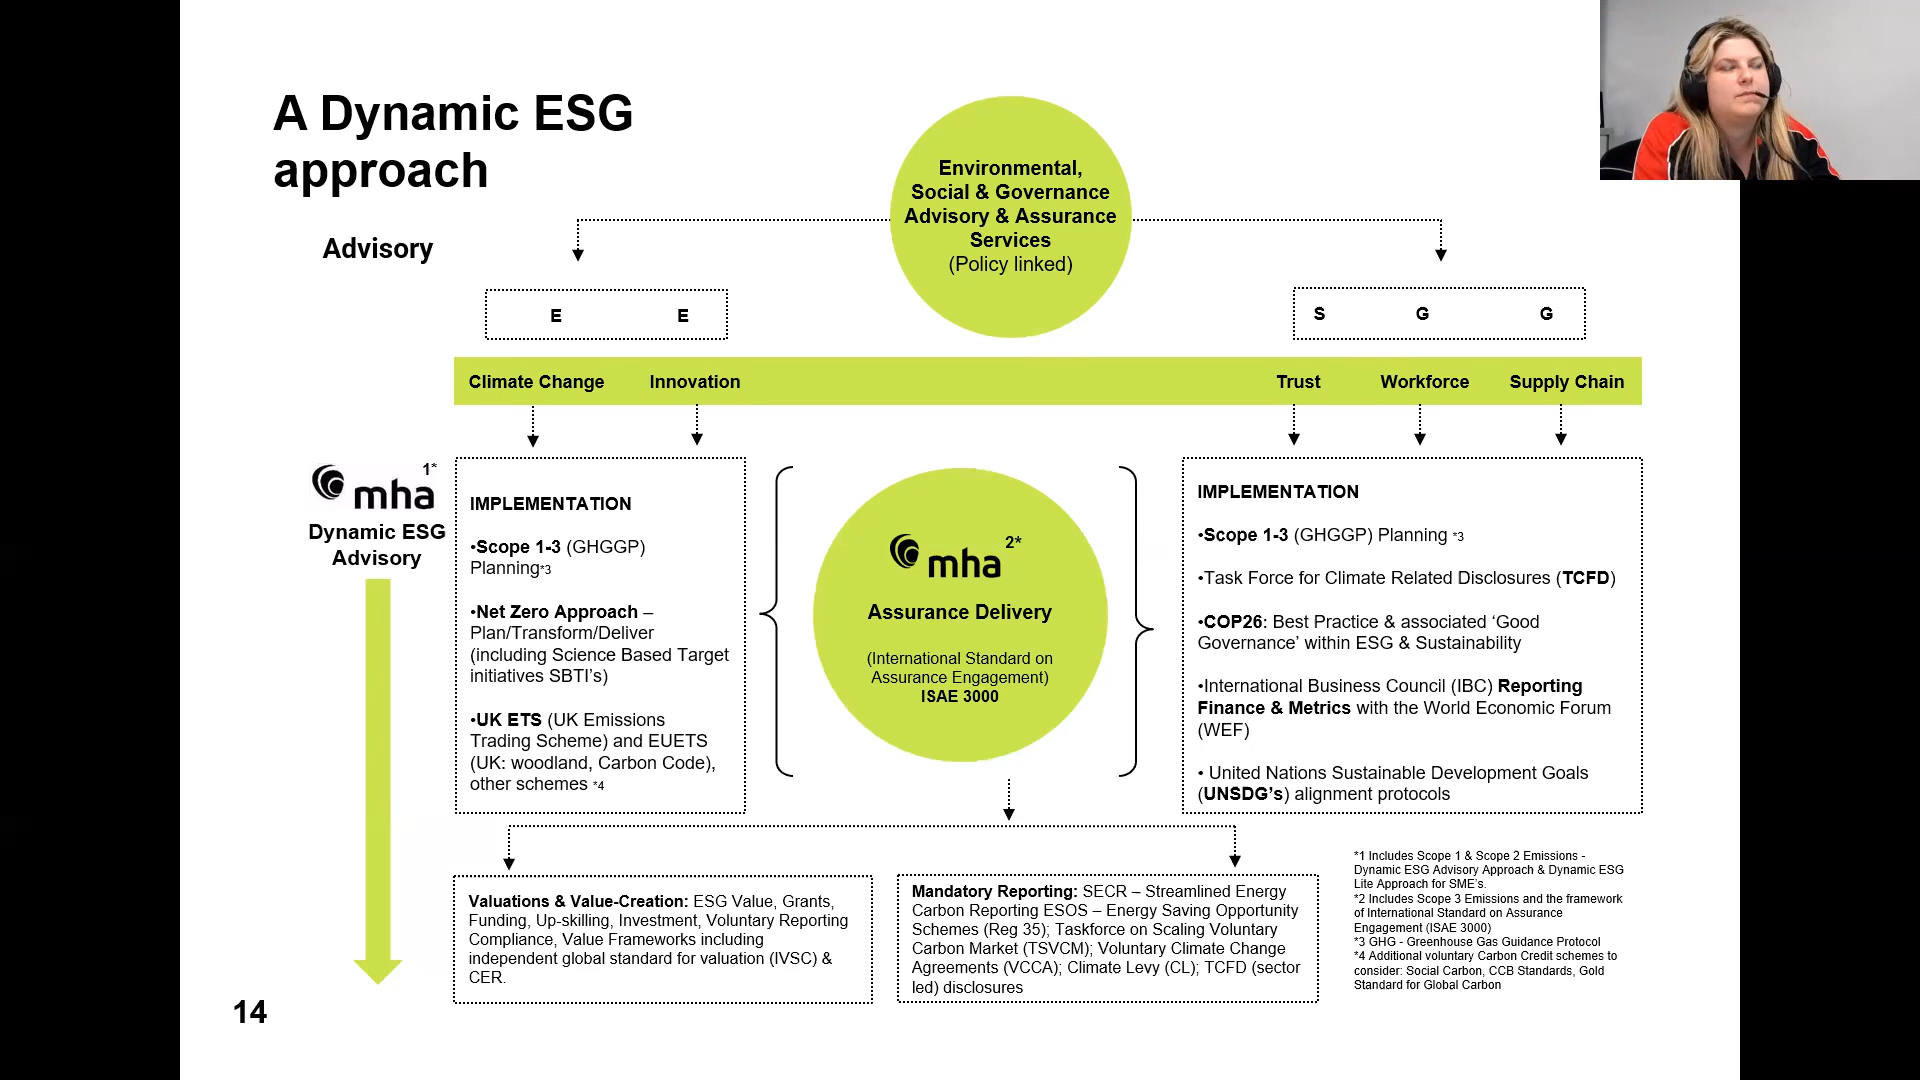 A Dynamic ESG
approach
Advisory
Environmental,
Social & Governance
Advisory & Assurance
Services
(Policy linked)
E E
S G G
Climate Change Innovation Trust Workforce Supply Chain
mha 1*
Dynamic ESG
Advisory
IMPLEMENTATION
•Scope 1-3 (GHGGP)
Planning*3
•Net Zero Approach –
Plan/Transform/Deliver
(including Science Based Target
initiatives SBTI’s)
•UK ETS (UK Emissions
Trading Scheme) and EUETS
(UK: woodland, Carbon Code),
other schemes *4
mha 2*
Assurance Delivery
(International Standard on
Assurance Engagement)
ISAE 3000
IMPLEMENTATION
•Scope 1-3 (GHGGP) Planning *3
•Task Force for Climate Related Disclosures (TCFD)
•COP26: Best Practice & associated ‘Good
Governance’ within ESG & Sustainability
•International Business Council (IBC) Reporting
Finance & Metrics with the World Economic Forum
(WEF)
• United Nations Sustainable Development Goals
(UNSDG’s) alignment protocols
Valuations & Value-Creation: ESG Value, Grants,
Funding, Up-skilling, Investment, Voluntary Reporting
Compliance, Value Frameworks including
independent global standard for valuation (IVSC) &
CER.
Mandatory Reporting: SECR – Streamlined Energy
Carbon Reporting ESOS – Energy Saving Opportunity
Schemes (Reg 35); Taskforce on Scaling Voluntary
Carbon Market (TSVCM); Voluntary Climate Change
Agreements (VCCA); Climate Levy (CL); TCFD (sector
led) disclosures
*1 Includes Scope 1 & Scope 2 Emissions -
Dynamic ESG Advisory Approach & Dynamic ESG
Lite Approach for SME’s.
*2 Includes Scope 3 Emissions and the framework
of International Standard on Assurance
Engagement (ISAE 3000)
*3 GHG - Greenhouse Gas Guidance Protocol
*4 Additional voluntary Carbon Credit schemes to
consider: Social Carbon, CCB Standards, Gold
Standard for Global Carbon
14